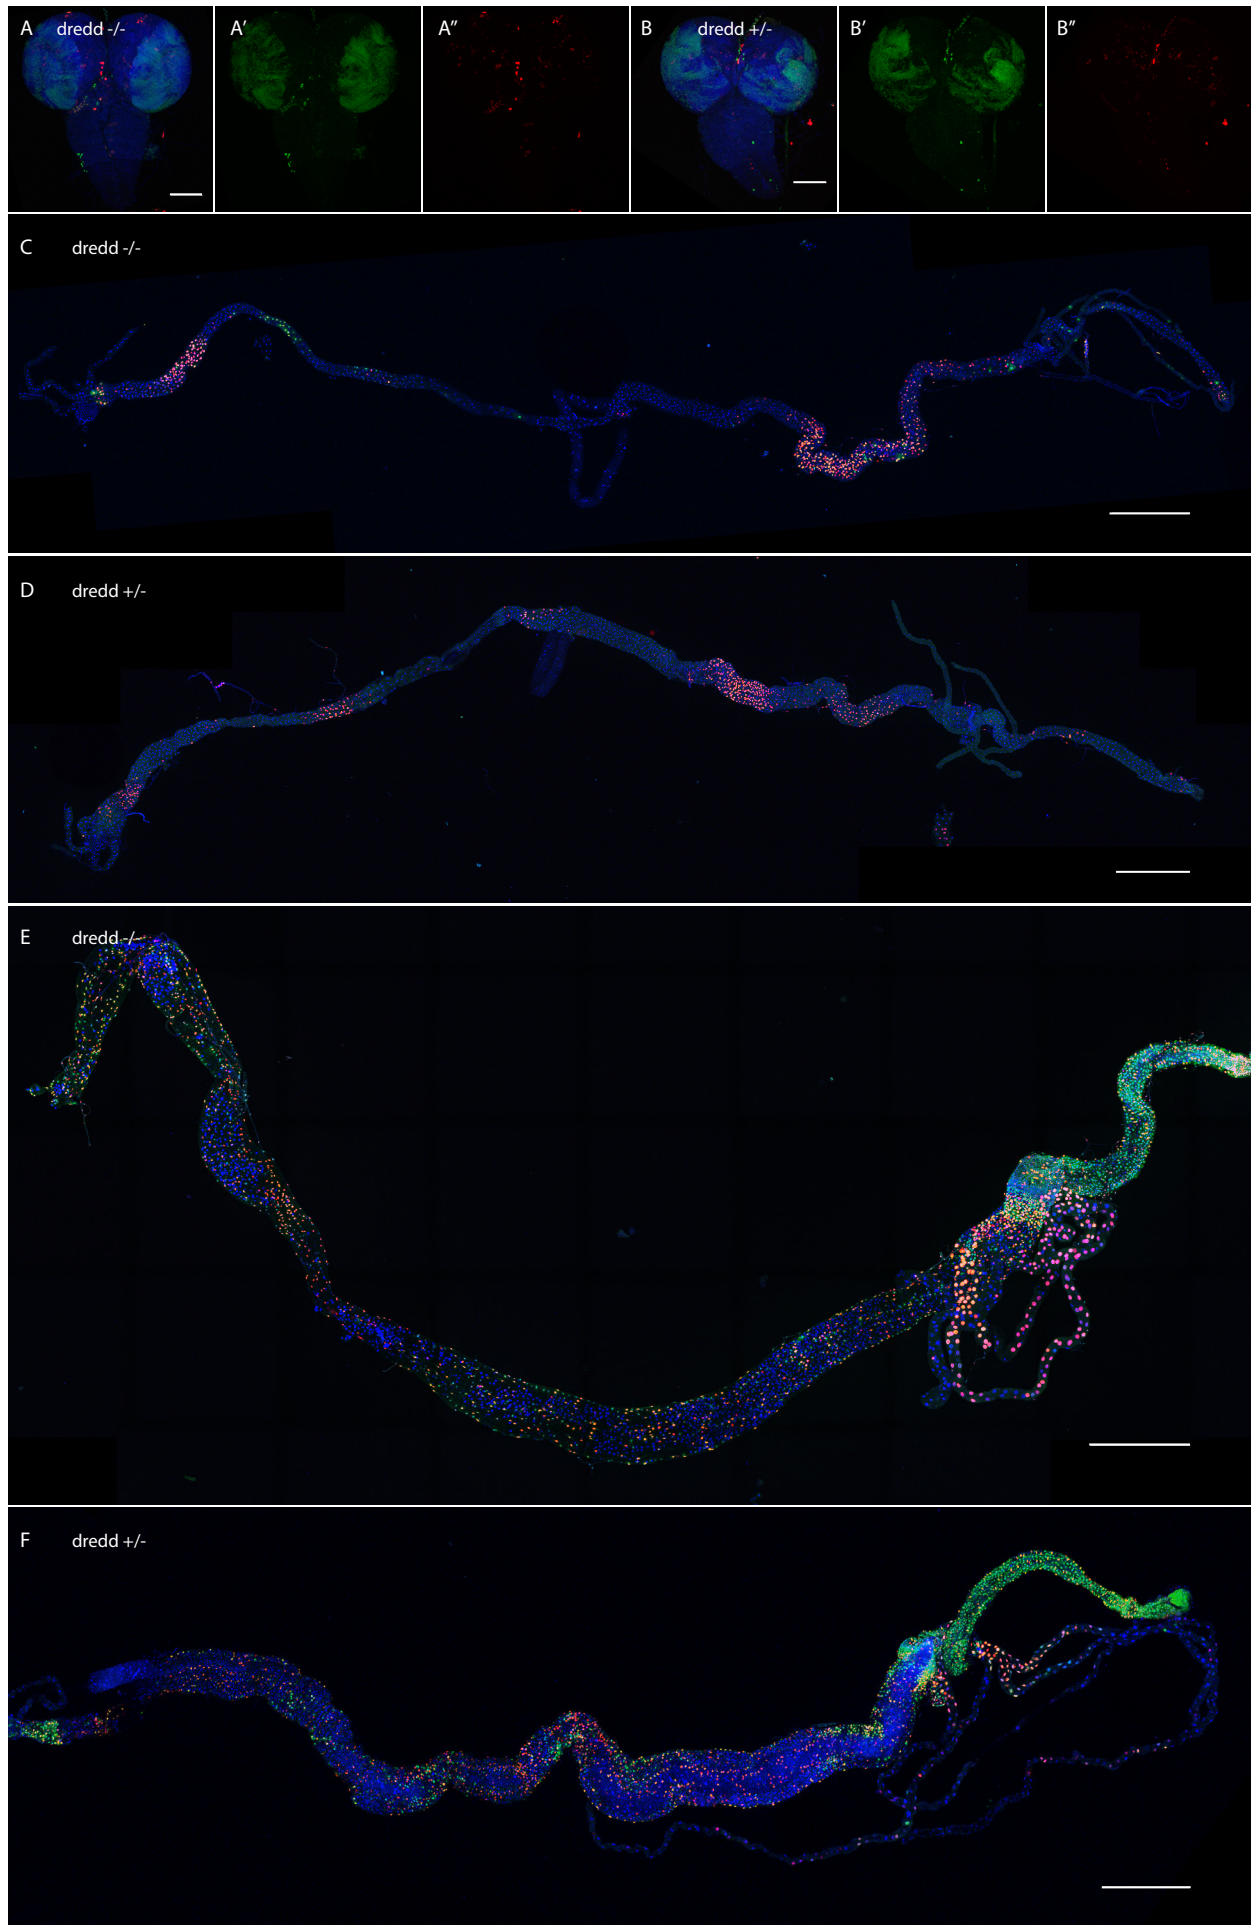 A dredd -/- A' A" B dredd +/- B' B"
C dredd -/-
D dredd +/-
E dredd -/-
F dredd +/-